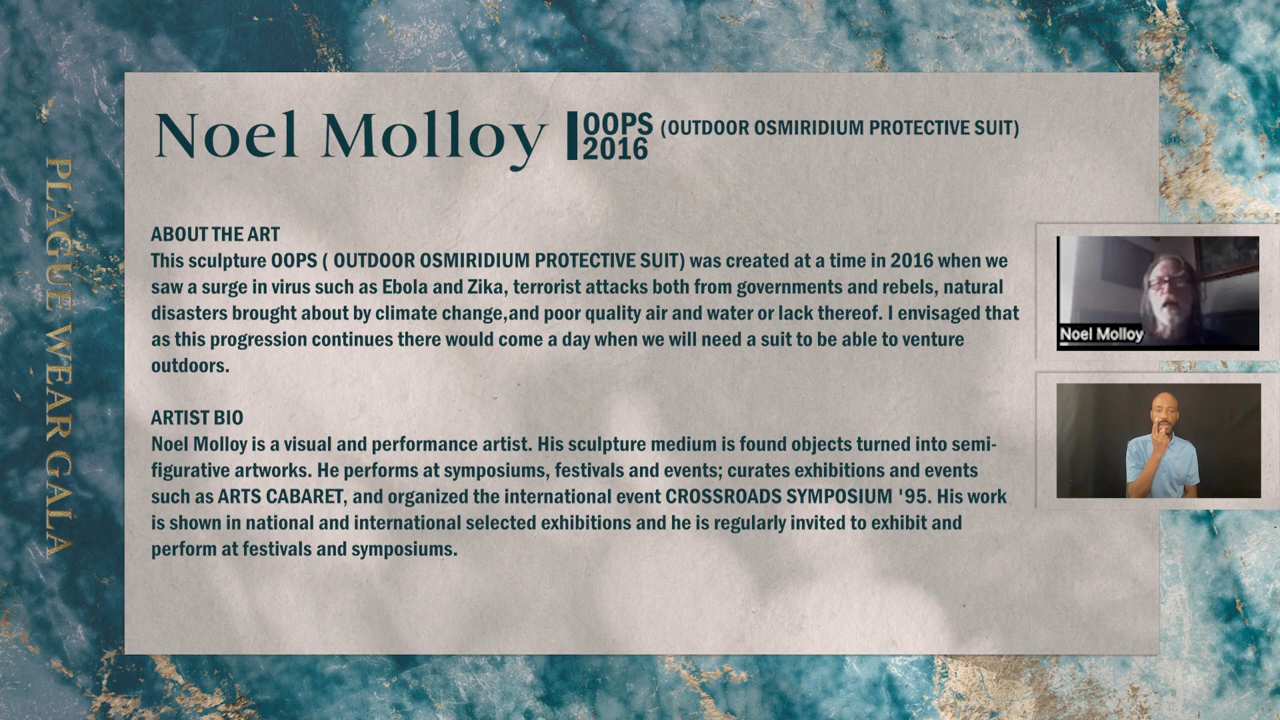 PLAGUE WEAR GALA
Noel Molloy
OOPS (OUTDOOR OSMIRIDIUM PROTECTIVE SUIT)
2016
ABOUT THE ART
This sculpture OOPS ( OUTDOOR OSMIRIDIUM PROTECTIVE SUIT) was created at a time in 2016 when we
saw a surge in virus such as Ebola and Zika, terrorist attacks both from governments and rebels, natural
disasters brought about by climate change,and poor quality air and water or lack thereof. I envisaged that
as this progression continues there would come a day when we will need a suit to be able to venture
outdoors.
ARTIST BIO
Noel Molloy is a visual and performance artist. His sculpture medium is found objects turned into semi-
figurative artworks. He performs at symposiums, festivals and events; curates exhibitions and events
such as ARTS CABARET, and organized the international event CROSSROADS SYMPOSIUM '95. His work
is shown in national and international selected exhibitions and he is regularly invited to exhibit and
perform at festivals and symposiums.
Noel Molloy